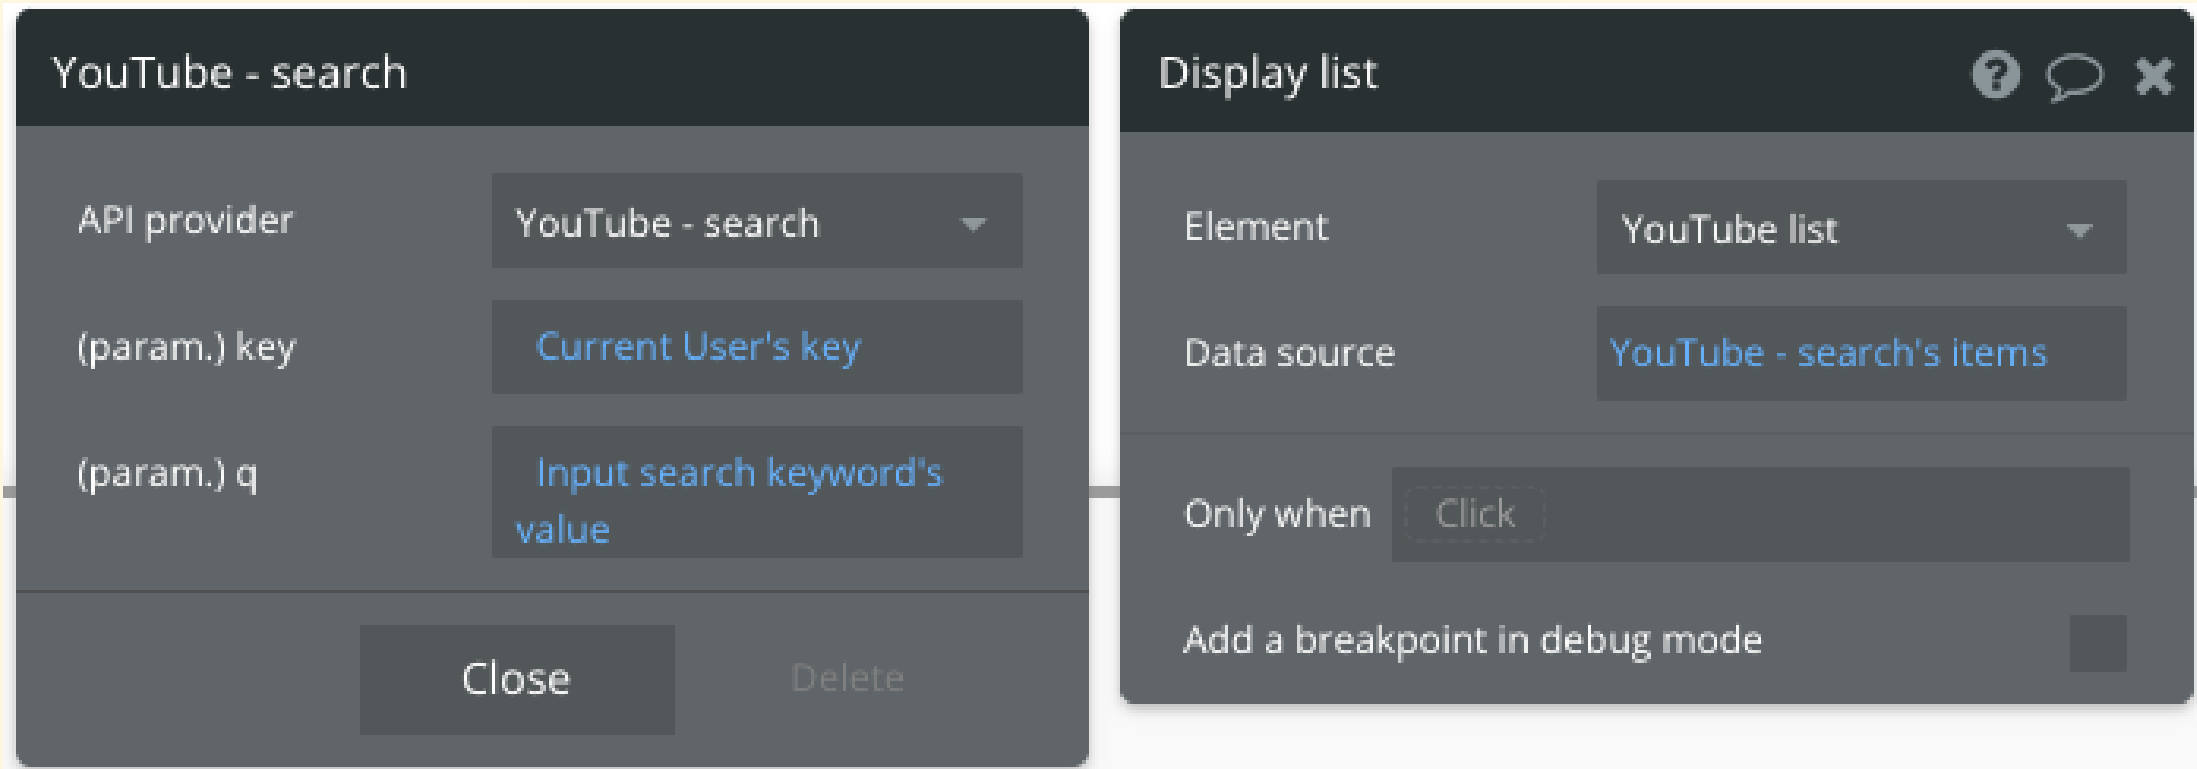 YouTube - search
API provider
YouTube - search
(param.) key
Current User's key
(param.) q
Input search keyword's
value
Close
Delete
Display list
Element
YouTube list
Data source
YouTube - search's items
Only when
Click
Add a breakpoint in debug mode